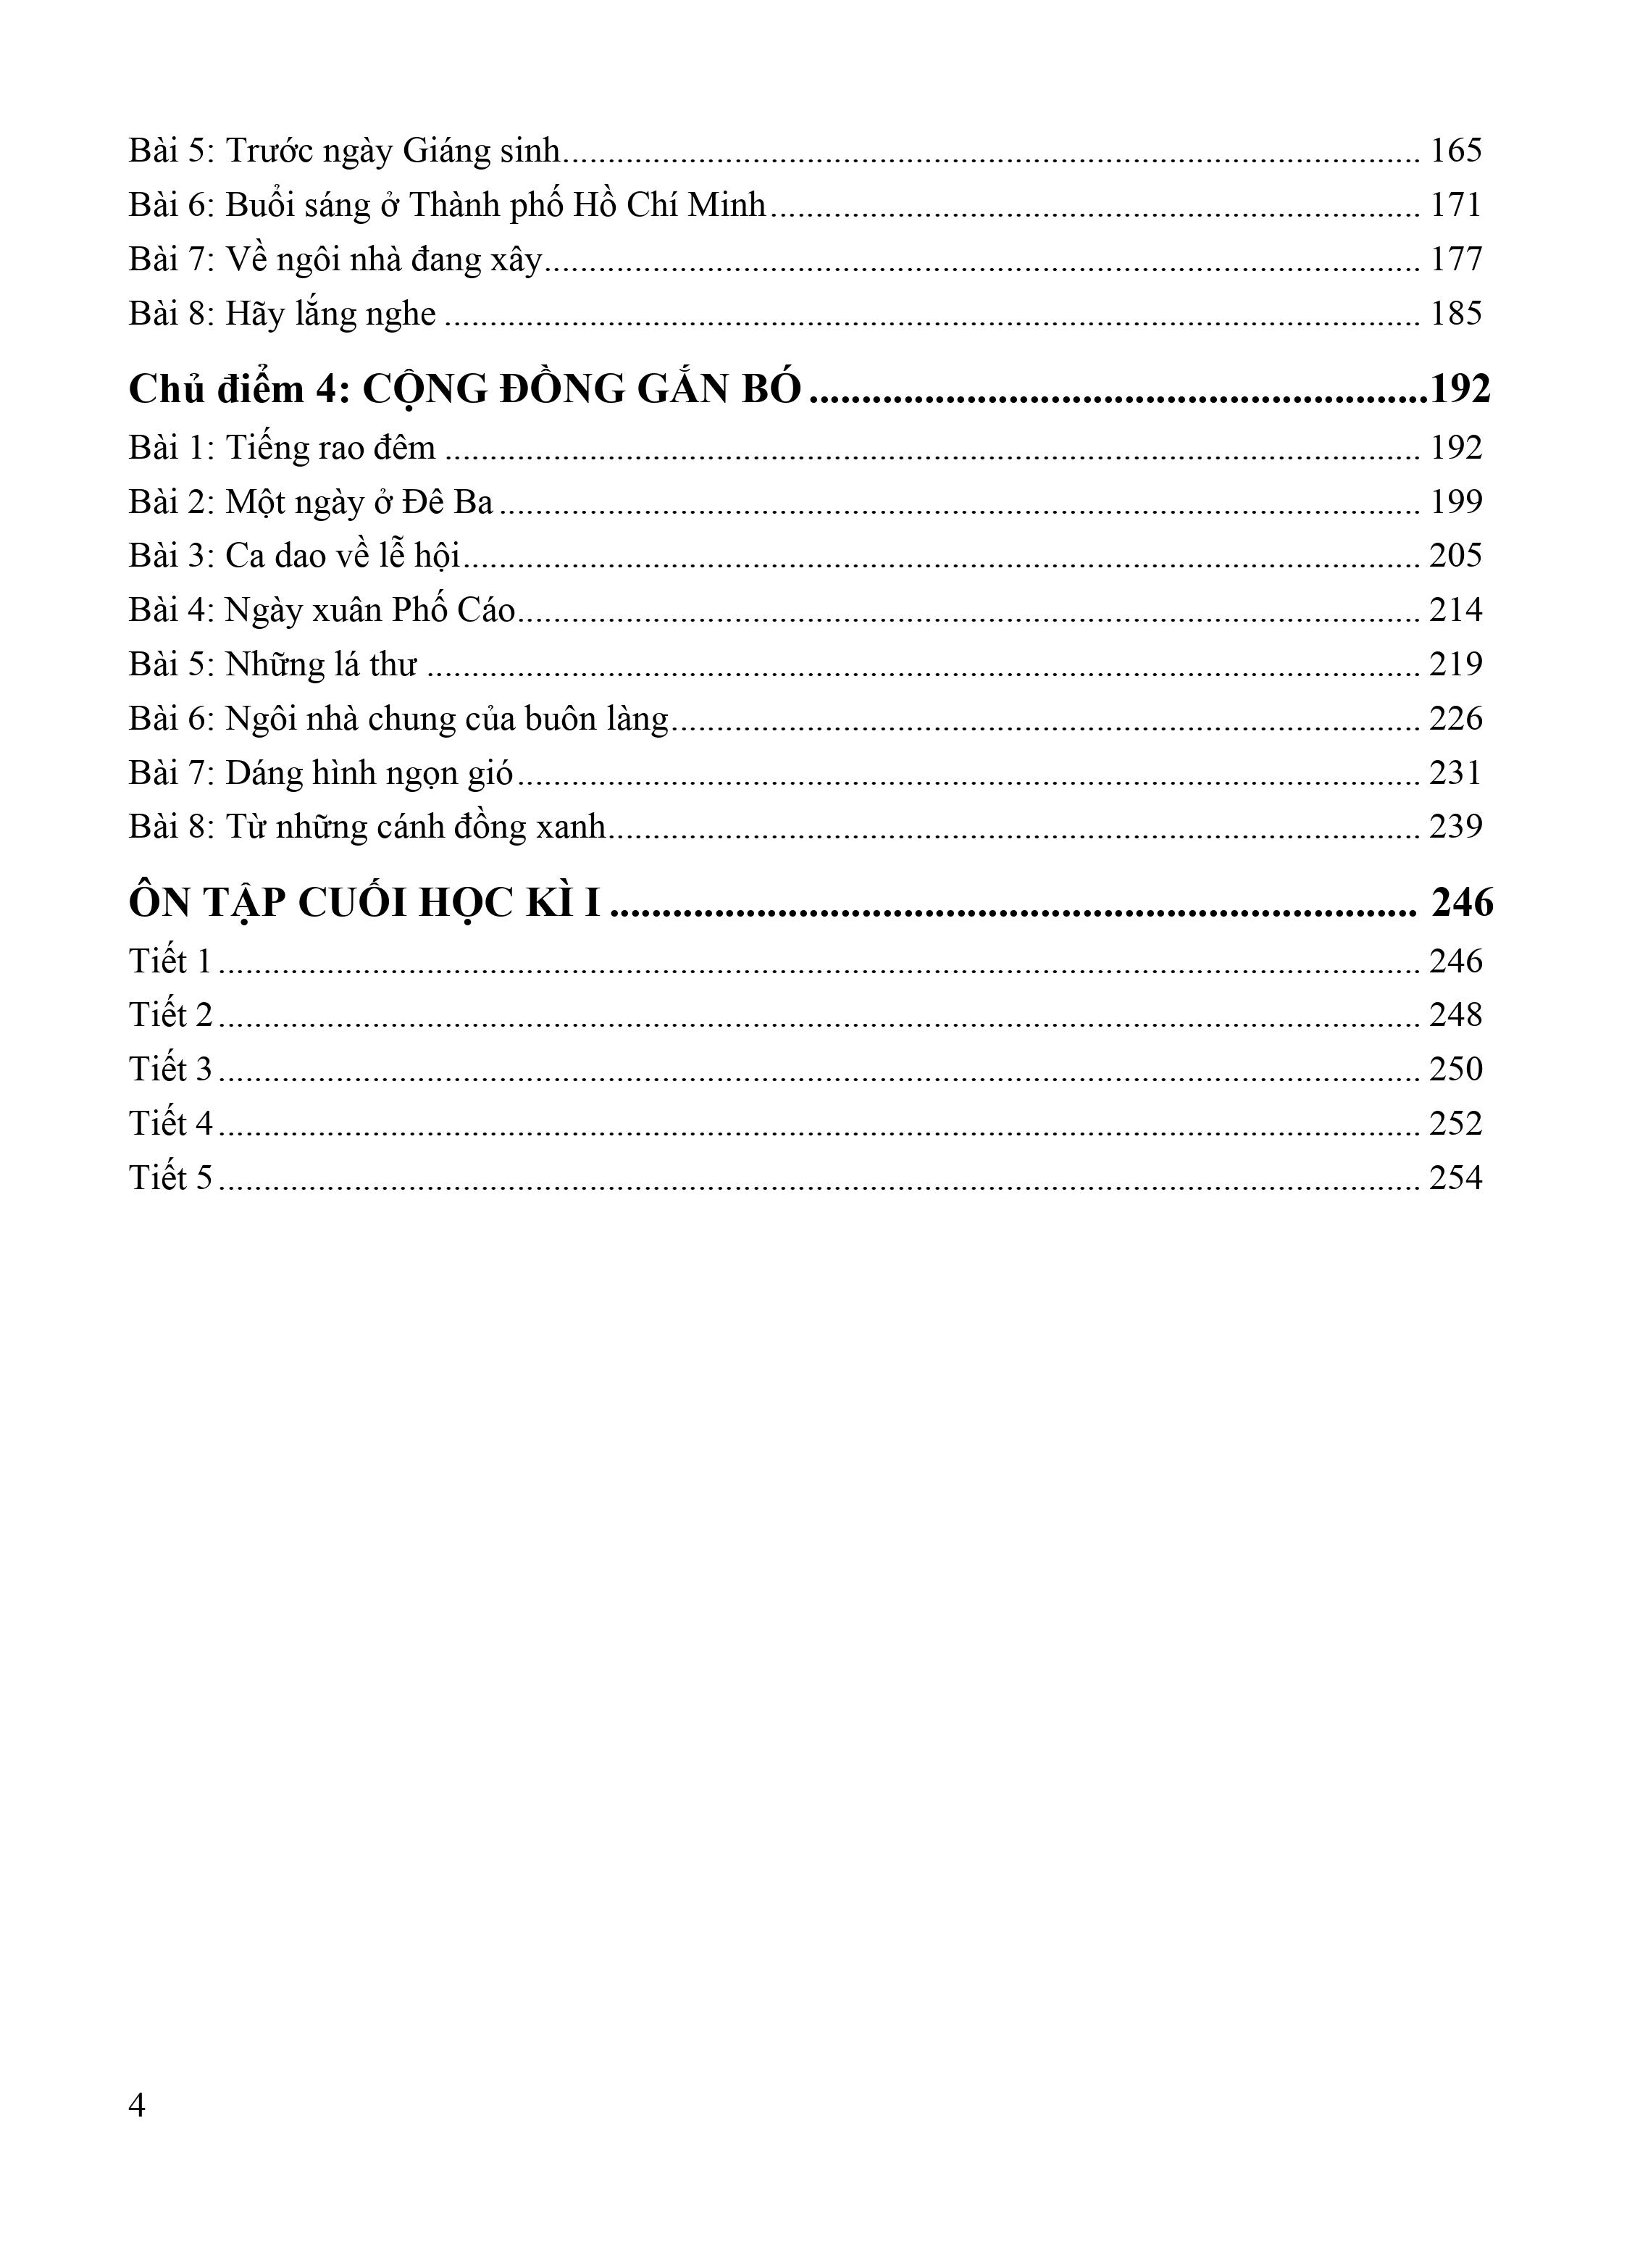 Bài 5: Trước ngày Giáng sinh.......... 165
Bài 6: Buổi sáng ở Thành phố Hồ Chí Minh.......... 171
Bài 7: Về ngôi nhà đang xây.......... 177
Bài 8: Hãy lắng nghe .......... 185
Chủ điểm 4: CỘNG ĐỒNG GẮN BÓ ..........192
Bài 1: Tiếng rao đêm .......... 192
Bài 2: Một ngày ở Đê Ba .......... 199
Bài 3: Ca dao về lễ hội.......... 205
Bài 4: Ngày xuân Phố Cáo.......... 214
Bài 5: Những lá thư .......... 219
Bài 6: Ngôi nhà chung của buôn làng.......... 226
Bài 7: Dáng hình ngọn gió .......... 231
Bài 8: Từ những cánh đồng xanh.......... 239
ÔN TẬP CUỐI HỌC KÌ I .......... 246
Tiết 1 .......... 246
Tiết 2 .......... 248
Tiết 3 .......... 250
Tiết 4 .......... 252
Tiết 5 .......... 254
4